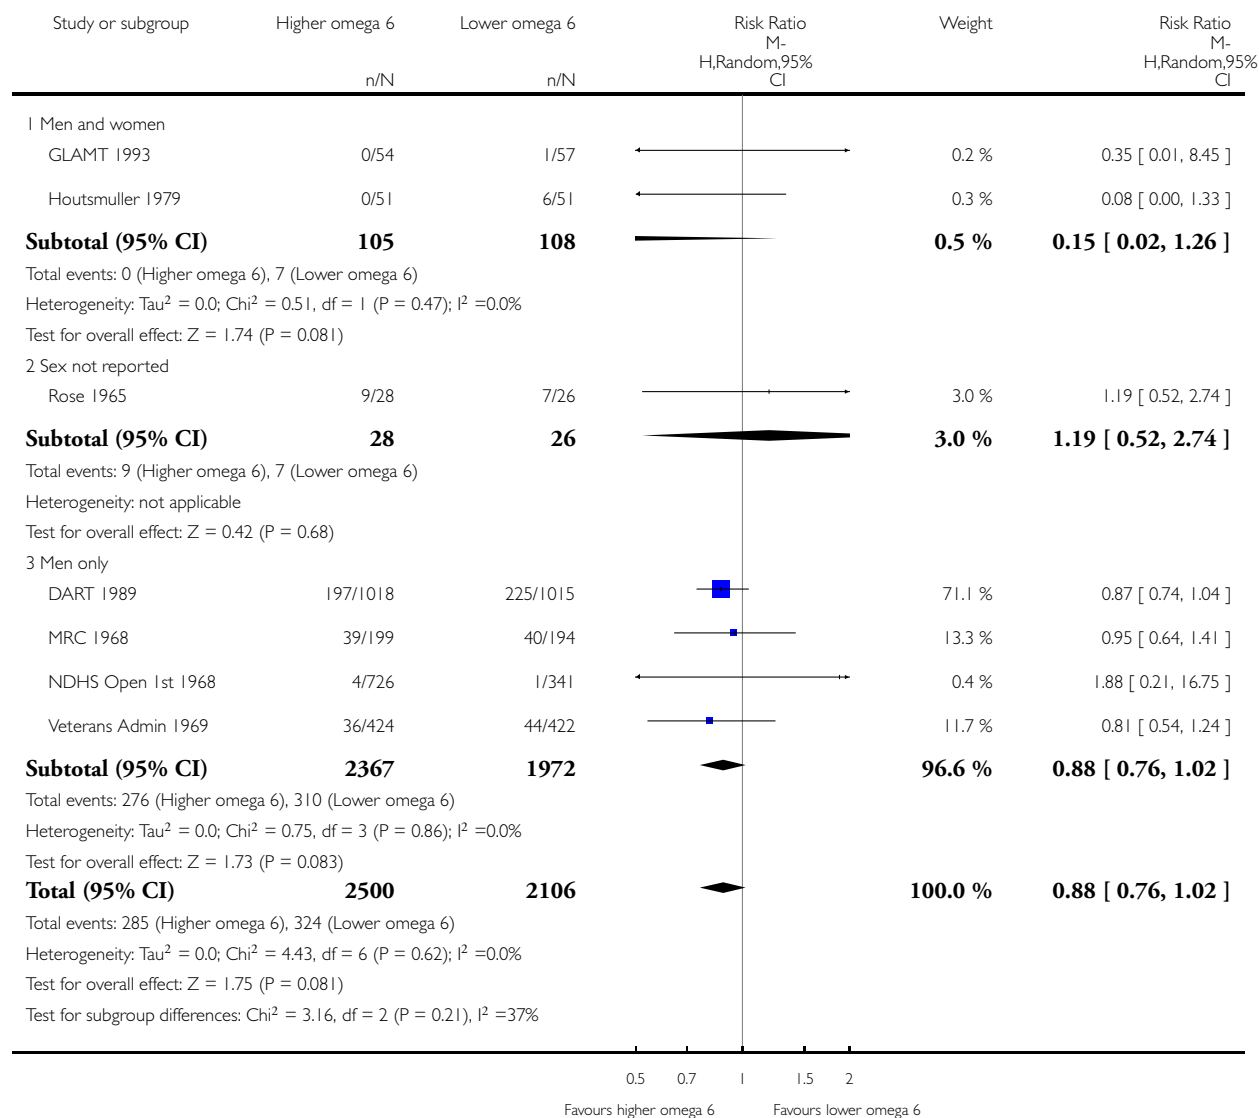 Study or subgroup Higher omega 6 Lower omega 6 Risk Ratio Weight Risk Ratio
n/N n/N M-H,Random,95% CI M-H,Random,95% CI
1 Men and women
GLAMT 1993 0/54 1/57 0.2 % 0.35 [ 0.01, 8.45 ]
Houtsmuller 1979 0/51 6/51 0.3 % 0.08 [ 0.00, 1.33 ]
Subtotal (95% CI) 105 108 0.5 % 0.15 [ 0.02, 1.26 ]
Total events: 0 (Higher omega 6), 7 (Lower omega 6)
Heterogeneity: Tau² = 0.0; Chi² = 0.51, df = 1 (P = 0.47); I² =0.0%
Test for overall effect: Z = 1.74 (P = 0.081)
2 Sex not reported
Rose 1965 9/28 7/26 3.0 % 1.19 [ 0.52, 2.74 ]
Subtotal (95% CI) 28 26 3.0 % 1.19 [ 0.52, 2.74 ]
Total events: 9 (Higher omega 6), 7 (Lower omega 6)
Heterogeneity: not applicable
Test for overall effect: Z = 0.42 (P = 0.68)
3 Men only
DART 1989 197/1018 225/1015 71.1 % 0.87 [ 0.74, 1.04 ]
MRC 1968 39/199 40/194 13.3 % 0.95 [ 0.64, 1.41 ]
NDHS Open 1st 1968 4/726 1/341 0.4 % 1.88 [ 0.21, 16.75 ]
Veterans Admin 1969 36/424 44/422 11.7 % 0.81 [ 0.54, 1.24 ]
Subtotal (95% CI) 2367 1972 96.6 % 0.88 [ 0.76, 1.02 ]
Total events: 276 (Higher omega 6), 310 (Lower omega 6)
Heterogeneity: Tau² = 0.0; Chi² = 0.75, df = 3 (P = 0.86); I² =0.0%
Test for overall effect: Z = 1.73 (P = 0.083)
Total (95% CI) 2500 2106 100.0 % 0.88 [ 0.76, 1.02 ]
Total events: 285 (Higher omega 6), 324 (Lower omega 6)
Heterogeneity: Tau² = 0.0; Chi² = 4.43, df = 6 (P = 0.62); I² =0.0%
Test for overall effect: Z = 1.75 (P = 0.081)
Test for subgroup differences: Chi² = 3.16, df = 2 (P = 0.21), I² =37%
0.5 0.7 1 1.5 2
Favours higher omega 6 Favours lower omega 6